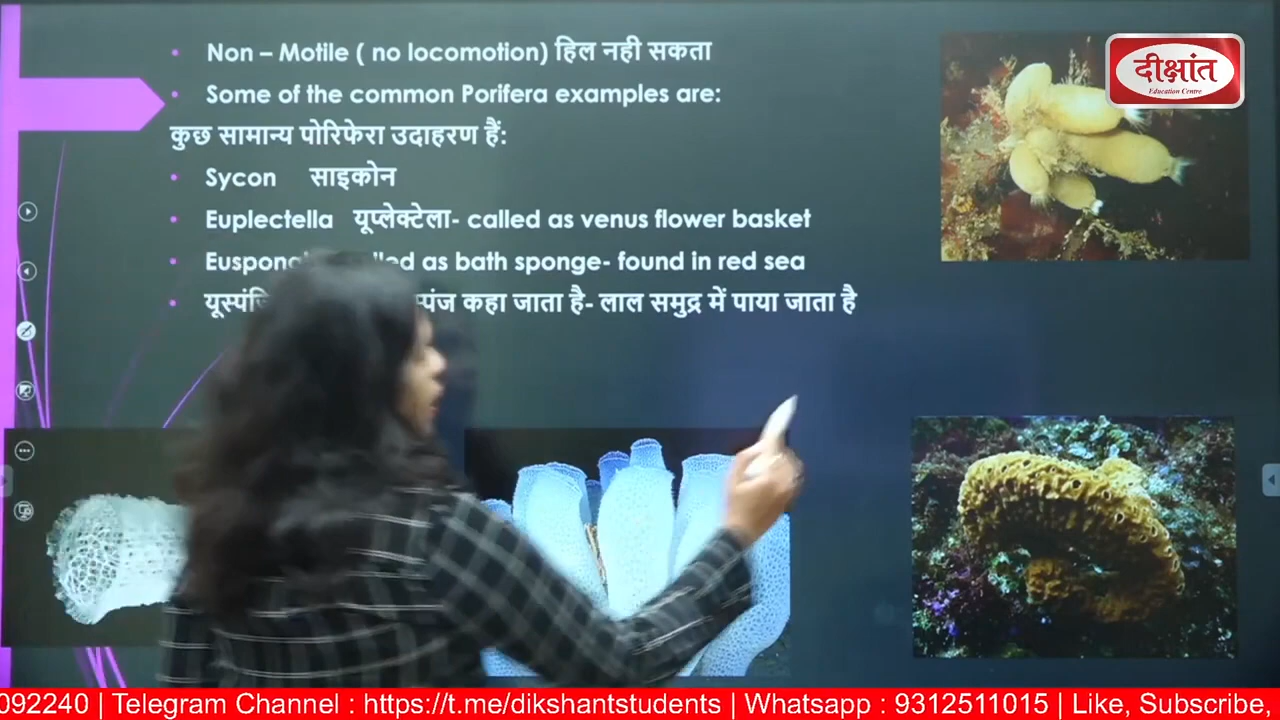 Non – Motile ( no locomotion) हिल नही सकता
Some of the common Porifera examples are:
कुछ सामान्य पोरिफेरा उदाहरण हैं:
Sycon साइकोन
Euplectella यूप्लेक्टेला- called as venus flower basket
as bath sponge- found in red sea
कहा जाता है- लाल समुद्र में पाया जाता है
दीक्षांत
Education Centre
092240 | Telegram Channel : https://t.me/dikshantstudents | Whatsapp : 9312511015 | Like, Subscribe,